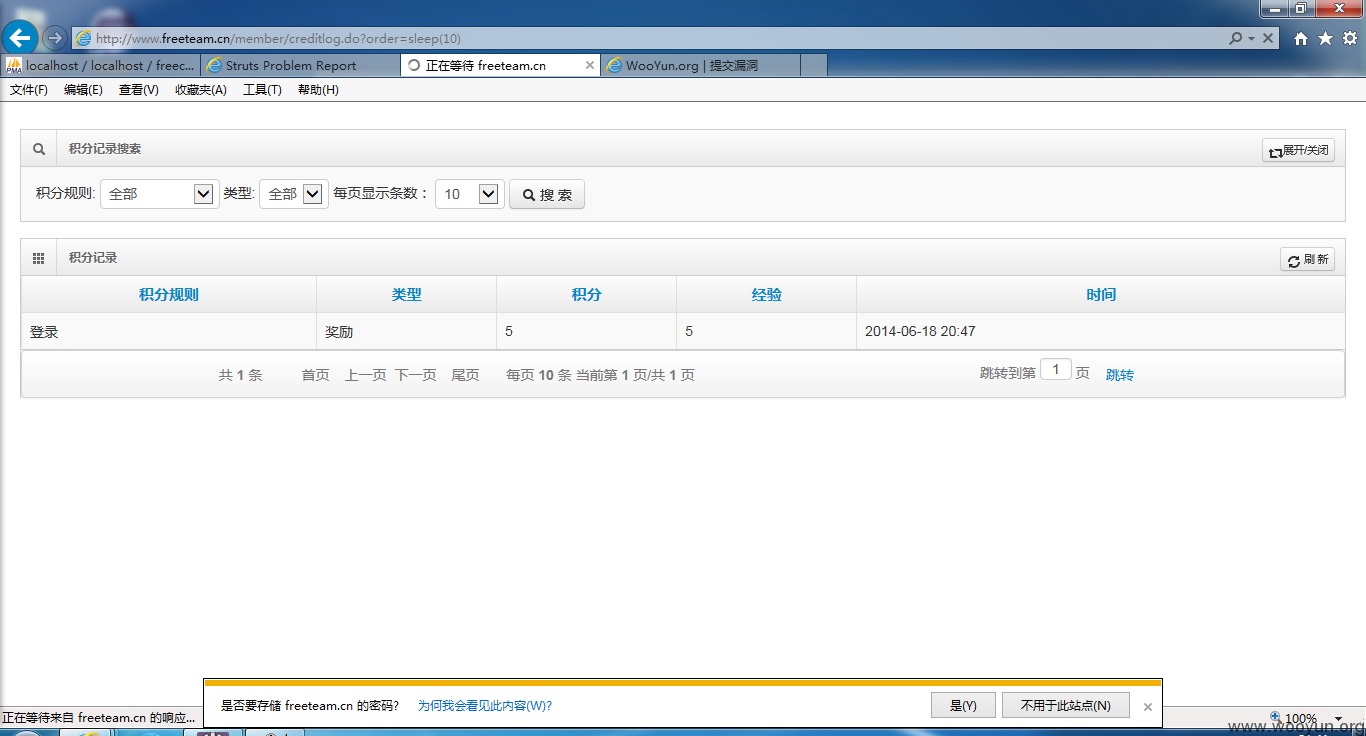 http://www.freeteam.cn/member/creditlog.do?order=sleep(10)
localhost / localhost / freec... Struts Problem Report 正在等待 freeteam.cn WooYun.org | 提交漏洞
文件(F) 编辑(E) 查看(V) 收藏夹(A) 工具(T) 帮助(H)
积分记录搜索 展开/关闭
积分规则: 全部 类型: 全部 每页显示条数： 10 搜 索
积分记录 刷新
积分规则 类型 积分 经验 时间
登录 奖励 5 5 2014-06-18 20:47
共 1 条 首页 上一页 下一页 尾页 每页 10 条 当前第 1 页/共 1 页 跳转到第 1 页 跳转
是否要存储 freeteam.cn 的密码? 为何我会看见此内容(W)? 是(Y) 不用于此站点(N)
正在等待来自 freeteam.cn 的响应... 100%
www.wooyun.org